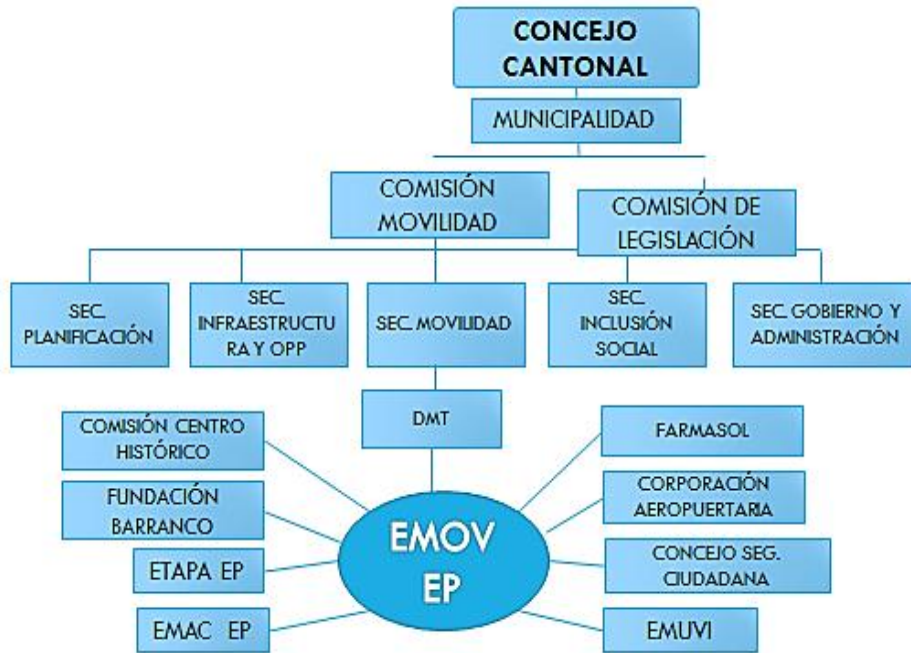 CONCEJO
CANTONAL
MUNICIPALIDAD
COMISIÓN
MOVILIDAD
COMISIÓN DE
LEGISLACIÓN
SEC.
PLANIFICACIÓN
SEC.
INFRAESTRUCTU
RA Y OPP
SEC. MOVILIDAD
SEC.
INCLUSIÓN
SOCIAL
SEC. GOBIERNO Y
ADMINISTRACIÓN
DMT
COMISIÓN CENTRO
HISTÓRICO
FUNDACIÓN
BARRANCO
ETAPA EP
EMAC EP
EMOV
EP
FARMASOL
CORPORACIÓN
AEROPUERTARIA
CONCEJO SEG.
CIUDADANA
EMUVI